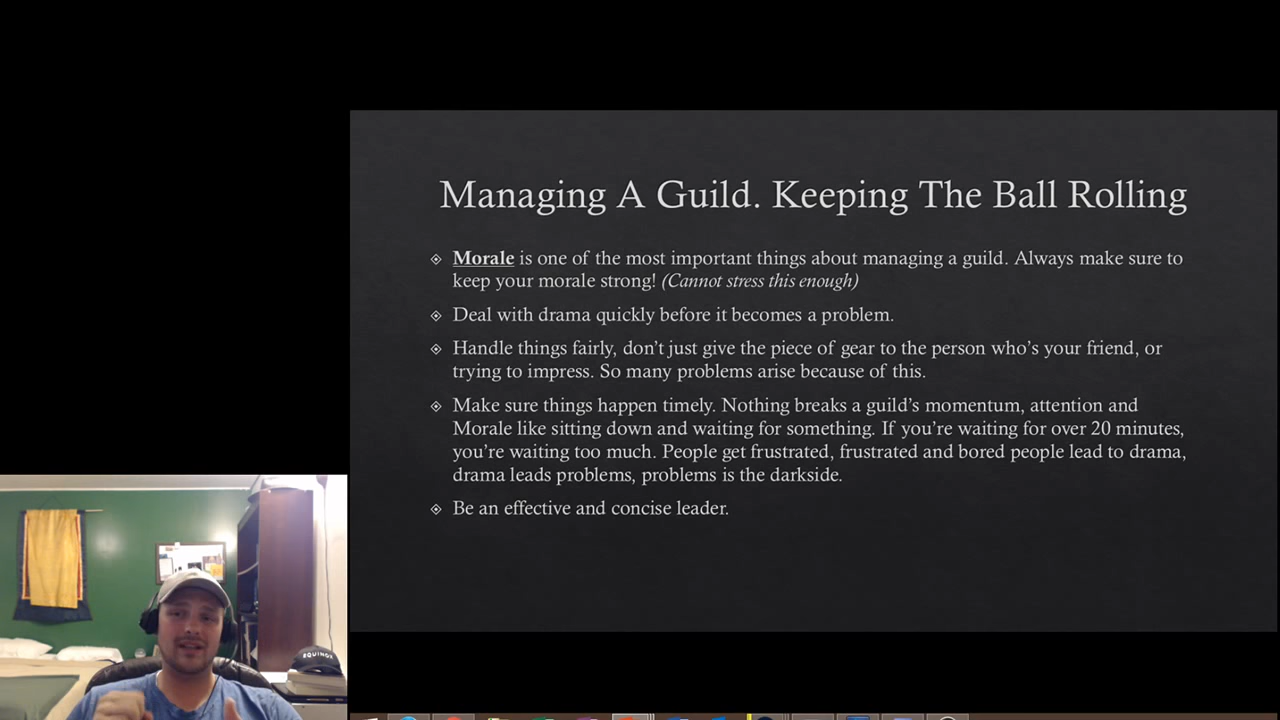 Managing A Guild. Keeping The Ball Rolling
Morale is one of the most important things about managing a guild. Always make sure to
keep your morale strong! (Cannot stress this enough)
Deal with drama quickly before it becomes a problem.
Handle things fairly, don't just give the piece of gear to the person who's your friend, or
trying to impress. So many problems arise because of this.
Make sure things happen timely. Nothing breaks a guild's momentum, attention and
Morale like sitting down and waiting for something. If you're waiting for over 20 minutes,
you're waiting too much. People get frustrated, frustrated and bored people lead to drama,
drama leads problems, problems is the darkside.
Be an effective and concise leader.
EQUINOX